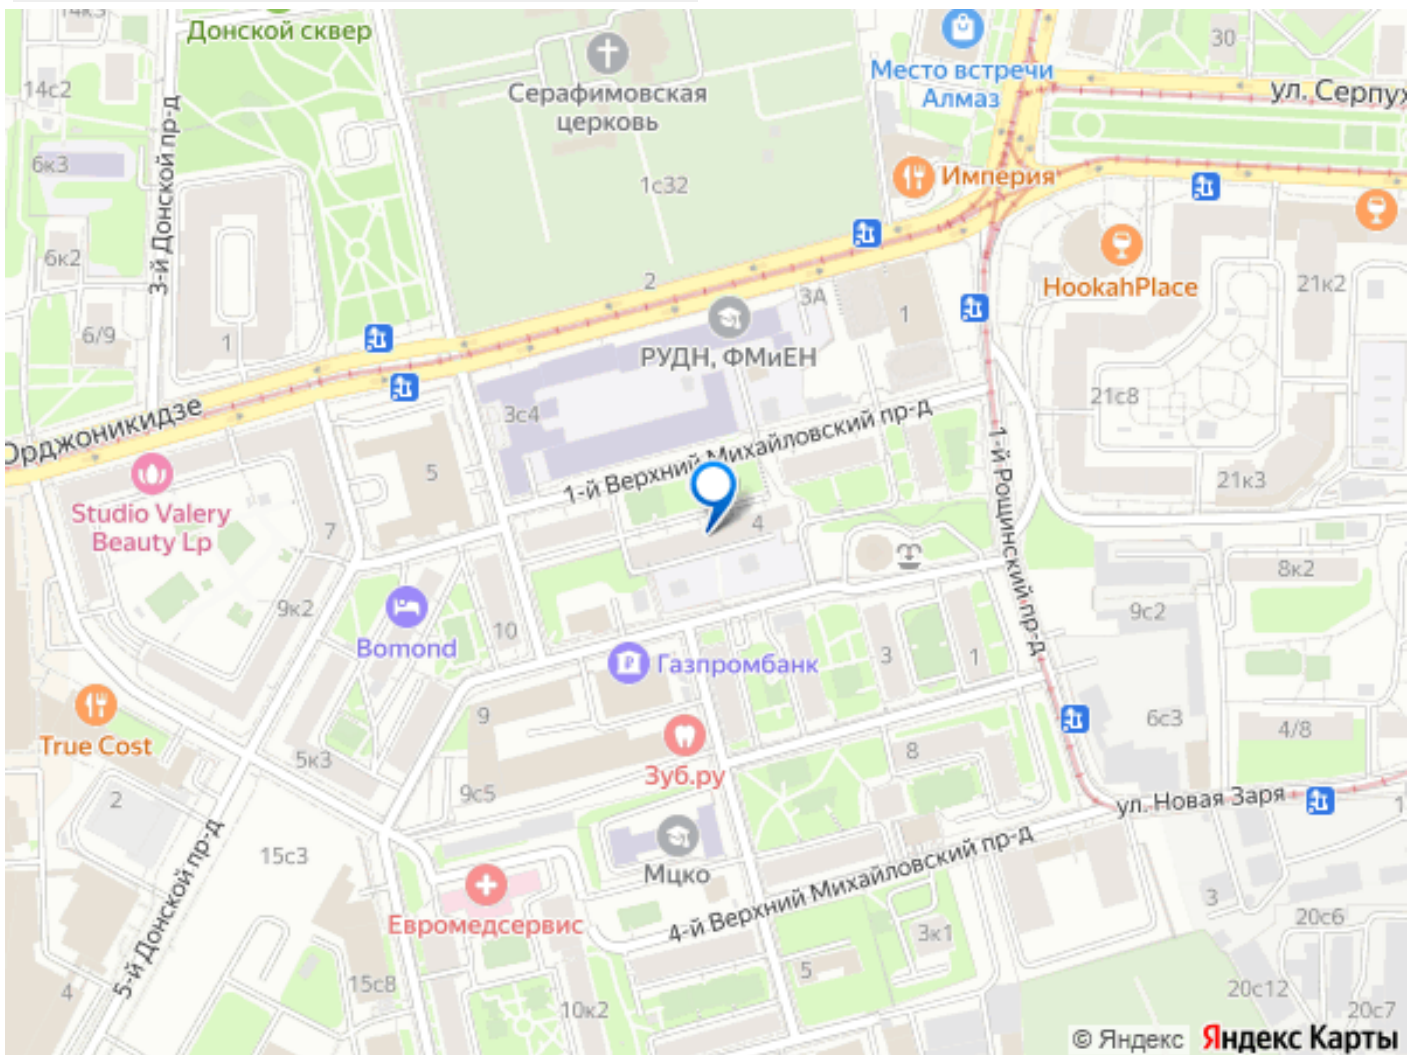 14к3
Донской сквер
14с2
Серафимовская
церковь
Место встречи
Алмаз
30
ул. Серпух
6к3
3-й Донской пр-д
1с32
Империя
6к2
2
HookahPlace
21к2
6/9
1
3А
1
РУДН, ФМиЕН
Орджоникидзе
3с4
1-й Верхний Михайловский пр-д
21с8
5
21к3
Studio Valery
Beauty Lp
7
4
1-й Рощинский пр-д
9к2
8к2
9с2
Bomond
10
Газпромбанк
3
1
True Cost
9
6с3
4/8
5к3
8
Зуб.ру
9с5
2
ул. Новая Заря
1
15с3
Мцко
4-й Верхний Михайловский пр-д
5-й Донской пр-д
Евромедсервис
3к1
3
20с6
4
15с8
5
10к2
20с12
20с7
© Яндекс Яндекс Карты